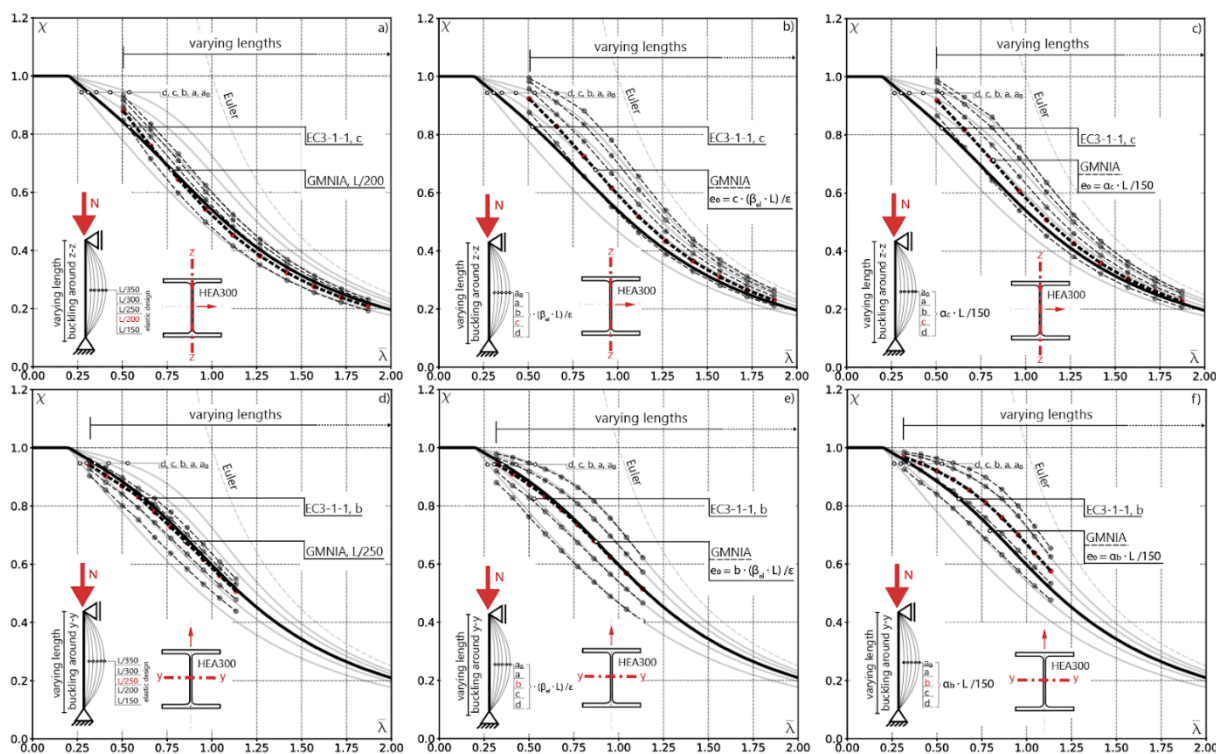 χ
a)
varying lengths
d, c, b, a, a₀
Euler
EC3-1-1, c
GMNIA, L/200
N
varying length
buckling around z-z
L/350
L/300
L/250
L/200
L/150
elastic design
z
HEA300
z
1.2
1.0
0.8
0.6
0.4
0.2
0.0
0.00 0.25 0.50 0.75 1.00 1.25 1.50 1.75 2.00
λ̅
χ
b)
varying lengths
d, c, b, a, a₀
Euler
EC3-1-1, c
GMNIA
e₀ = c · (βel · L) / ε
N
varying length
buckling around z-z
a₀
a
b
c
d
· (βel · L) / ε
z
HEA300
z
1.2
1.0
0.8
0.6
0.4
0.2
0.0
0.00 0.25 0.50 0.75 1.00 1.25 1.50 1.75 2.00
λ̅
χ
c)
varying lengths
d, c, b, a, a₀
Euler
EC3-1-1, c
GMNIA
e₀ = αc · L /150
N
varying length
buckling around z-z
a₀
a
b
c
d
αc · L /150
z
HEA300
z
1.2
1.0
0.8
0.6
0.4
0.2
0.0
0.00 0.25 0.50 0.75 1.00 1.25 1.50 1.75 2.00
λ̅
χ
d)
varying lengths
d, c, b, a, a₀
Euler
EC3-1-1, b
GMNIA, L/250
N
varying length
buckling around y-y
L/350
L/300
L/250
L/200
L/150
elastic design
HEA300
y y
1.2
1.0
0.8
0.6
0.4
0.2
0.0
0.00 0.25 0.50 0.75 1.00 1.25 1.50 1.75 2.00
λ̅
χ
e)
varying lengths
d, c, b, a, a₀
Euler
EC3-1-1, b
GMNIA
e₀ = b · (βel · L) / ε
N
varying length
buckling around y-y
a₀
a
b
c
d
· (βel · L) / ε
HEA300
y y
1.2
1.0
0.8
0.6
0.4
0.2
0.0
0.00 0.25 0.50 0.75 1.00 1.25 1.50 1.75 2.00
λ̅
χ
f)
varying lengths
d, c, b, a, a₀
Euler
EC3-1-1, b
GMNIA
e₀ = αb · L /150
N
varying length
buckling around y-y
a₀
a
b
c
d
αb · L /150
HEA300
y y
1.2
1.0
0.8
0.6
0.4
0.2
0.0
0.00 0.25 0.50 0.75 1.00 1.25 1.50 1.75 2.00
λ̅